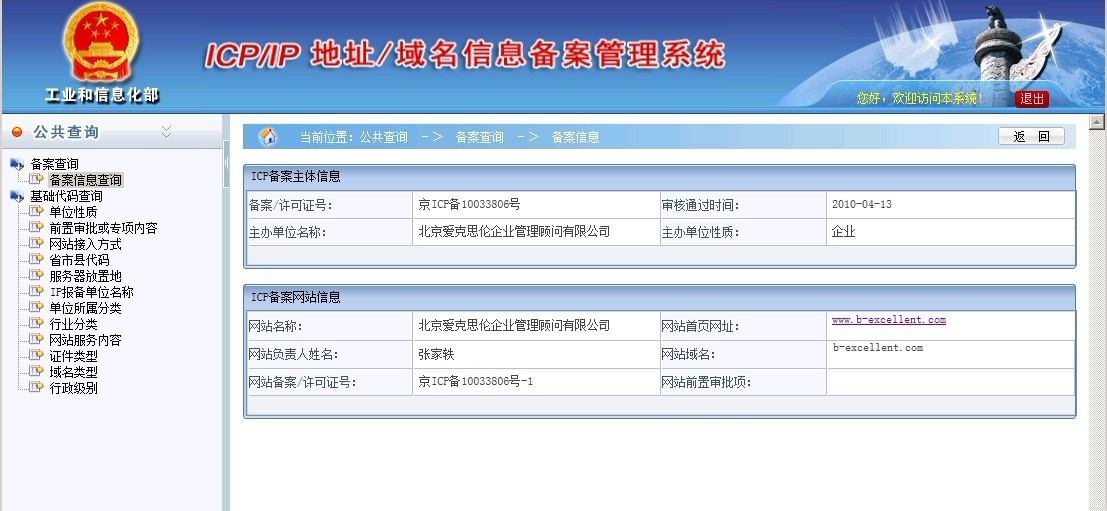 ICP/IP 地址/域名信息备案管理系统
工业和信息化部
您好，欢迎访问本系统！ 退出
公共查询
当前位置：公共查询 －＞ 备案查询 －＞ 备案信息
返 回
备案查询
备案信息查询
基础代码查询
单位性质
前置审批或专项内容
网站接入方式
省市县代码
服务器放置地
IP报备单位名称
单位所属分类
行业分类
网站服务内容
证件类型
域名类型
行政级别
ICP备案主体信息
备案/许可证号： 京ICP备10033806号 审核通过时间： 2010-04-13
主办单位名称： 北京爱克思伦企业管理顾问有限公司 主办单位性质： 企业
ICP备案网站信息
网站名称： 北京爱克思伦企业管理顾问有限公司 网站首页网址： www.b-excellent.com
网站负责人姓名： 张家轶 网站域名： b-excellent.com
网站备案/许可证号： 京ICP备10033806号-1 网站前置审批项：